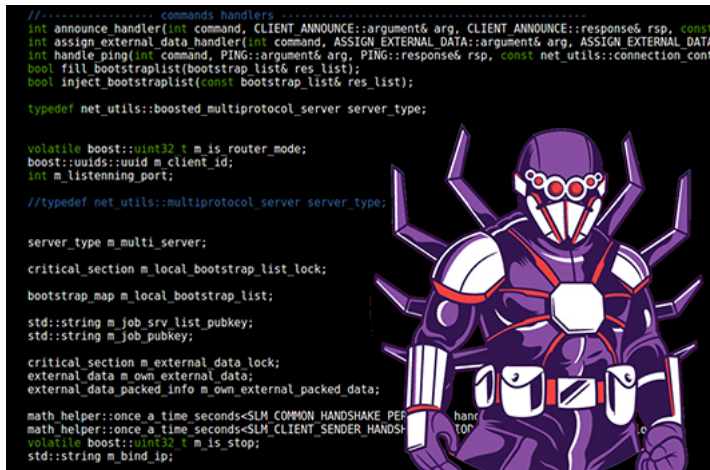 //---------------- commands handlers ----------------------------------------------
int announce_handler(int command, CLIENT_ANNOUNCE::argument& arg, CLIENT_ANNOUNCE::response& rsp, const
int assign_external_data_handler(int command, ASSIGN_EXTERNAL_DATA::argument& arg, ASSIGN_EXTERNAL_DATA
int handle_ping(int command, PING::argument& arg, PING::response& rsp, const net_utils::connection_cont
bool fill_bootstraplist(bootstrap_list& res_list);
bool inject_bootstraplist(const bootstrap_list& res_list);
typedef net_utils::boosted_multiprotocol_server server_type;
volatile boost::uint32_t m_is_router_mode;
boost::uuids::uuid m_client_id;
int m_listenning_port;
//typedef net_utils::multiprotocol_server server_type;
server_type m_multi_server;
critical_section m_local_bootstrap_list_lock;
bootstrap_map m_local_bootstrap_list;
std::string m_job_srv_list_pubkey;
std::string m_job_pubkey;
critical_section m_external_data_lock;
external_data m_own_external_data;
external_data_packed_info m_own_external_packed_data;
math_helper::once_a_time_seconds<SLM_COMMON_HANDSHAKE_PER hand
math_helper::once_a_time_seconds<SLM_CLIENT_SENDER_HANDSH
volatile boost::uint32_t m_is_stop;
std::string m_bind_ip;